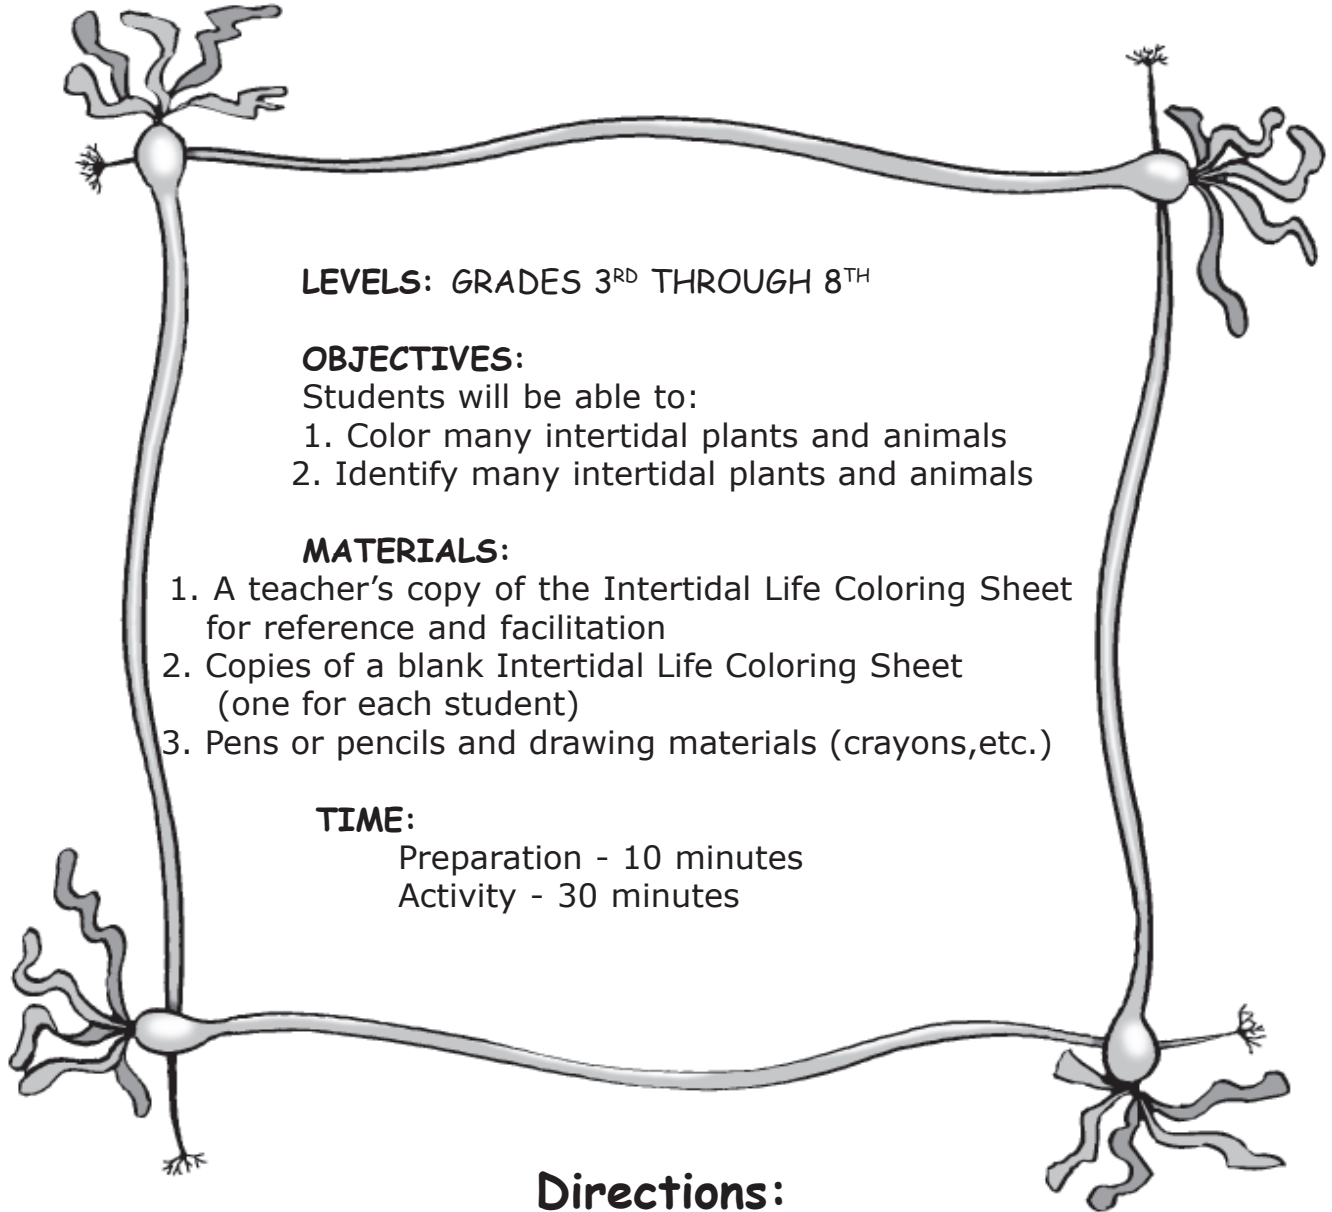 LEVELS: GRADES 3RD THROUGH 8TH
OBJECTIVES:
Students will be able to:
1. Color many intertidal plants and animals
2. Identify many intertidal plants and animals
MATERIALS:
1. A teacher’s copy of the Intertidal Life Coloring Sheet
for reference and facilitation
2. Copies of a blank Intertidal Life Coloring Sheet
(one for each student)
3. Pens or pencils and drawing materials (crayons,etc.)
TIME:
Preparation - 10 minutes
Activity - 30 minutes
Directions: